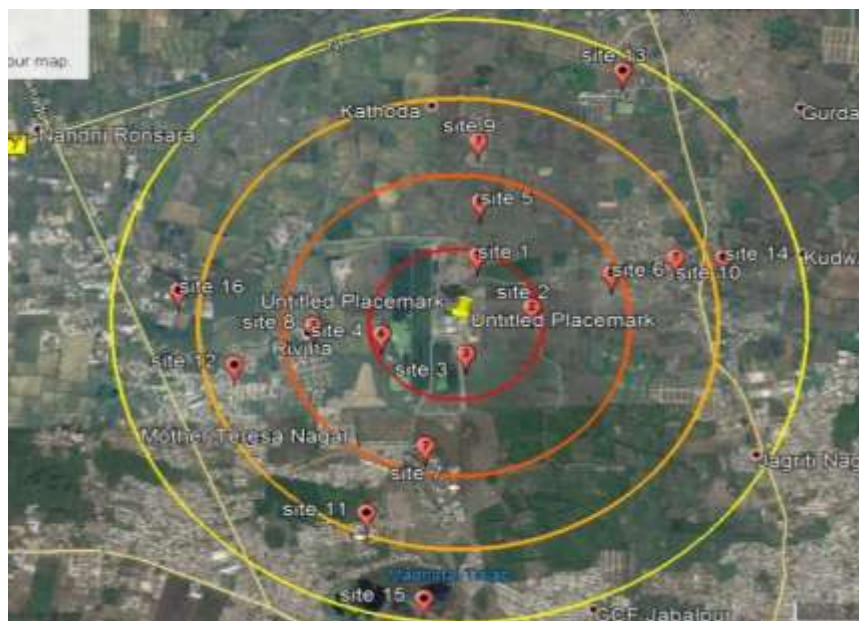 our map.
site 13
Kathoda
Gurda
Nandni Ronsara
site 9
site 5
site 1
site 14
Kudw
site 6
site 10
site 16
Untitled Placemark
site 2
Untitled Placemark
site 8
site 4
Rivjha
site 3
site 12
Mother Teresa Nagar
Jagriti Nag
site 7
site 11
site 15
GCF Jabalpur